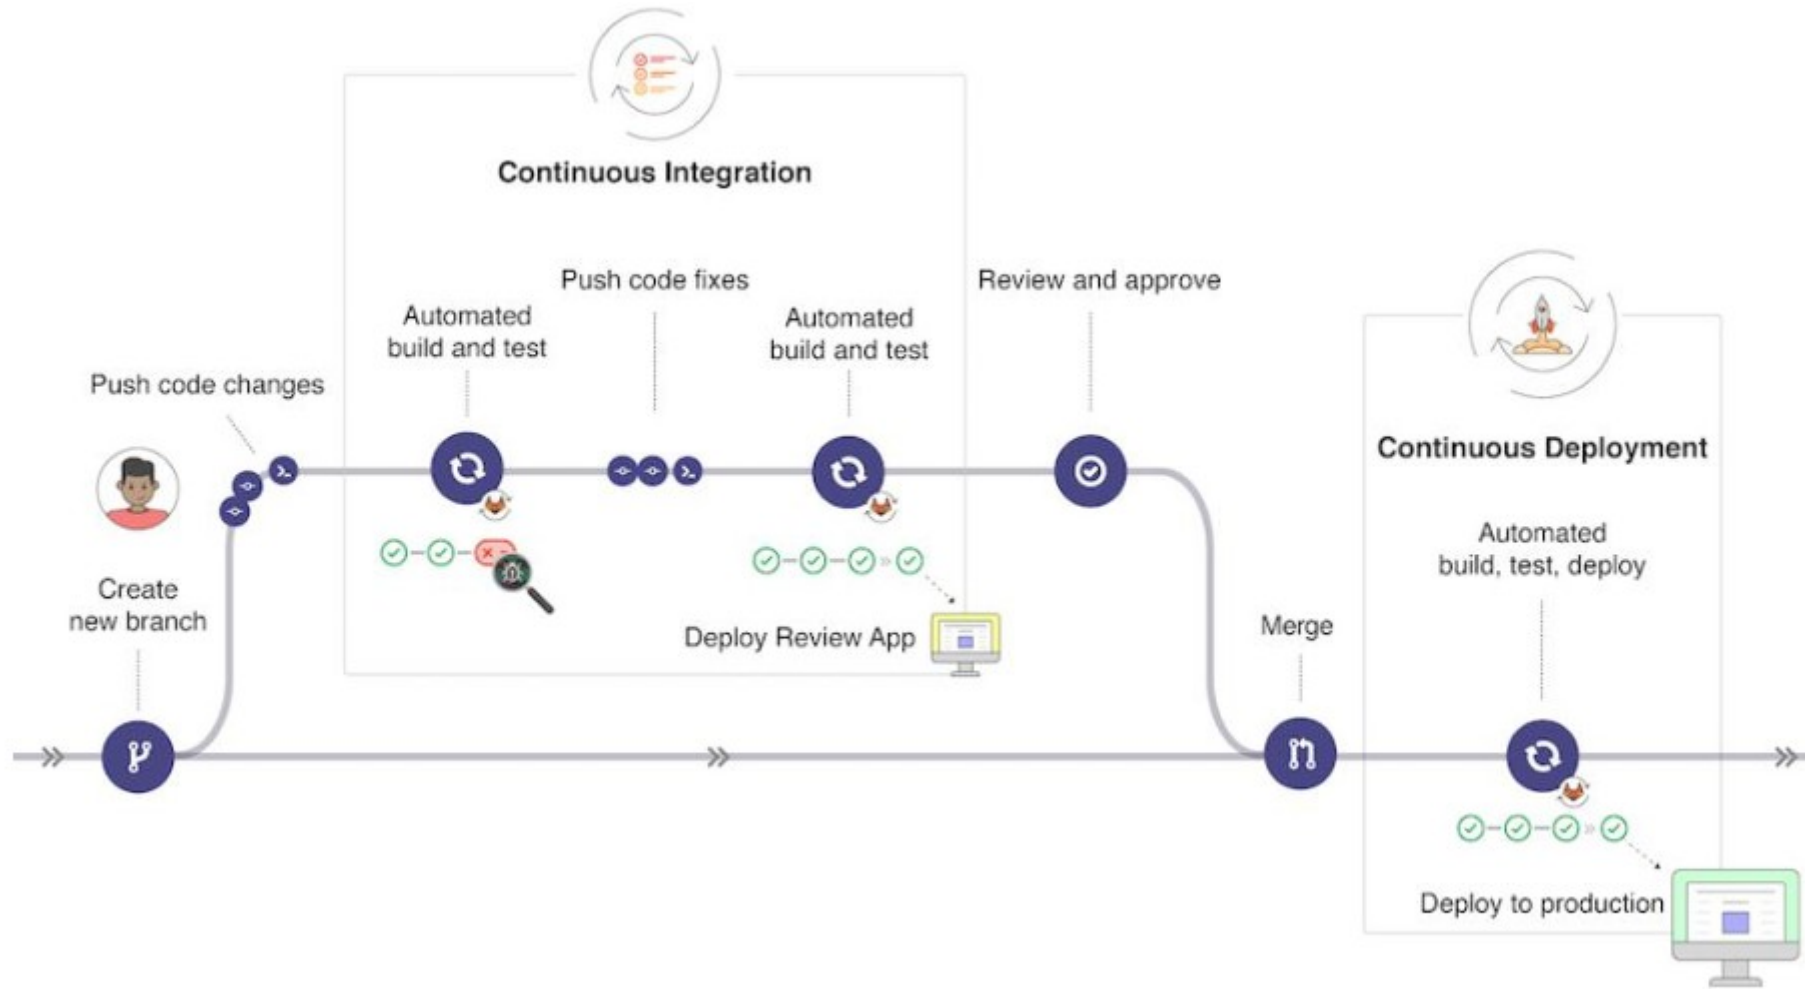 Continuous Integration
Push code fixes
Review and approve
Automated
build and test
Automated
build and test
Push code changes
Continuous Deployment
Automated
build, test, deploy
Create
new branch
Deploy Review App
Merge
Deploy to production